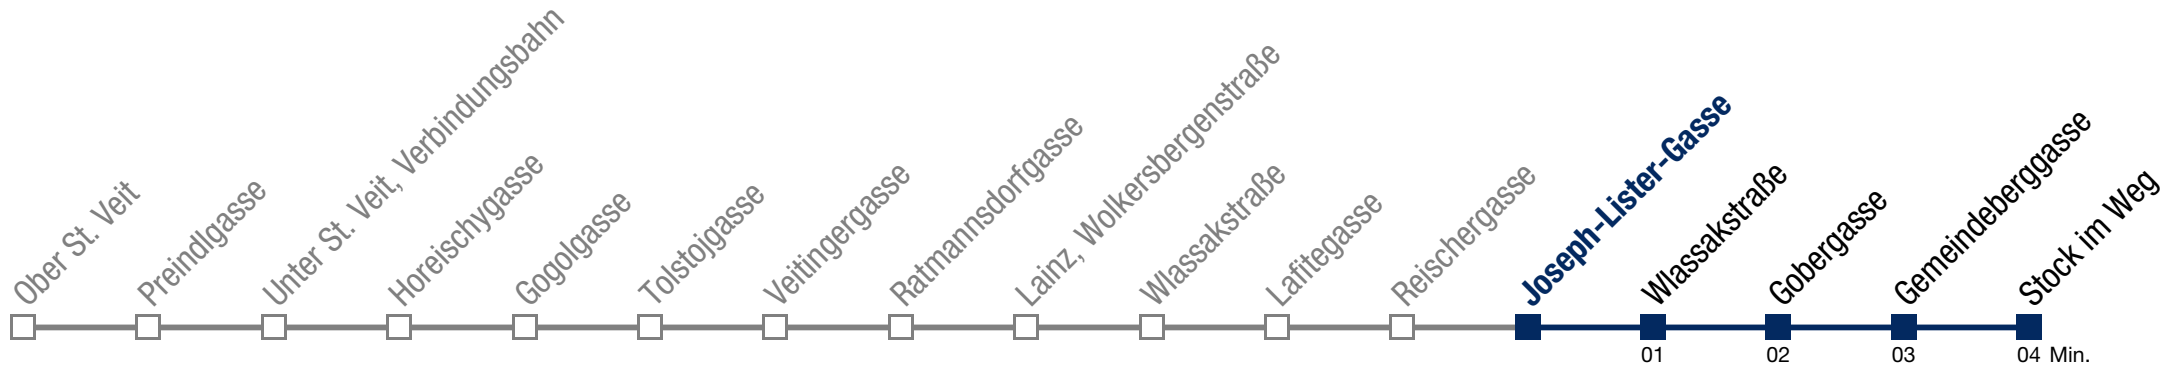 Ober St. Veit
Preindlgasse
Unter St. Veit, Verbindungsbahn
Horeischygasse
Gogolgasse
Tolstojgasse
Veitingergasse
Ratmannsdorfgasse
Lainz, Wolkersbergenstraße
Wlassakstraße
Lafitegasse
Reischergasse
Joseph-Lister-Gasse
Wlassakstraße
Gobergasse
Gemeindeberggasse
Stock im Weg
01 02 03 04 Min.